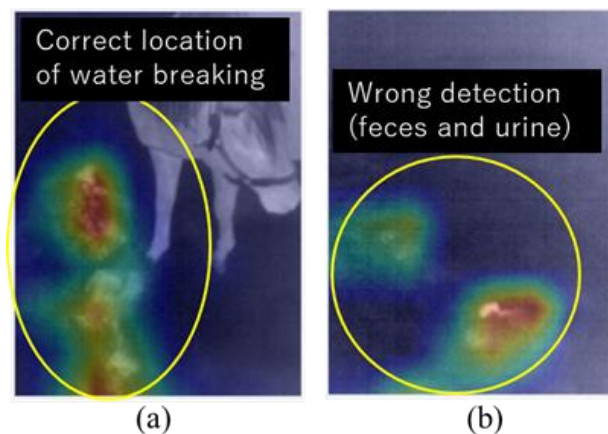 Correct location
of water breaking
Wrong detection
(feces and urine)
(a)
(b)